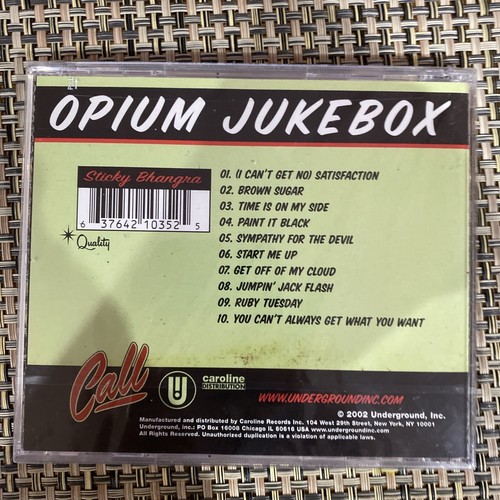 OPIUM JUKEBOX
Sticky Bhangra
6 37642 10352 5
Quality
01. (I CAN'T GET NO) SATISFACTION
02. BROWN SUGAR
03. TIME IS ON MY SIDE
04. PAINT IT BLACK
05. SYMPATHY FOR THE DEVIL
06. START ME UP
07. GET OFF OF MY CLOUD
08. JUMPIN' JACK FLASH
09. RUBY TUESDAY
10. YOU CAN'T ALWAYS GET WHAT YOU WANT
Call
caroline
DISTRIBUTION
WWW.UNDERGROUNDINC.COM
© 2002 Underground, Inc.
Manufactured and distributed by Caroline Records Inc. 104 West 29th Street, New York, NY 10001
Underground, inc.: PO Box 16008 Chicago IL 60616 USA www.undergroundinc.com
All Rights Reserved. Unauthorized duplication is a violation of applicable laws.